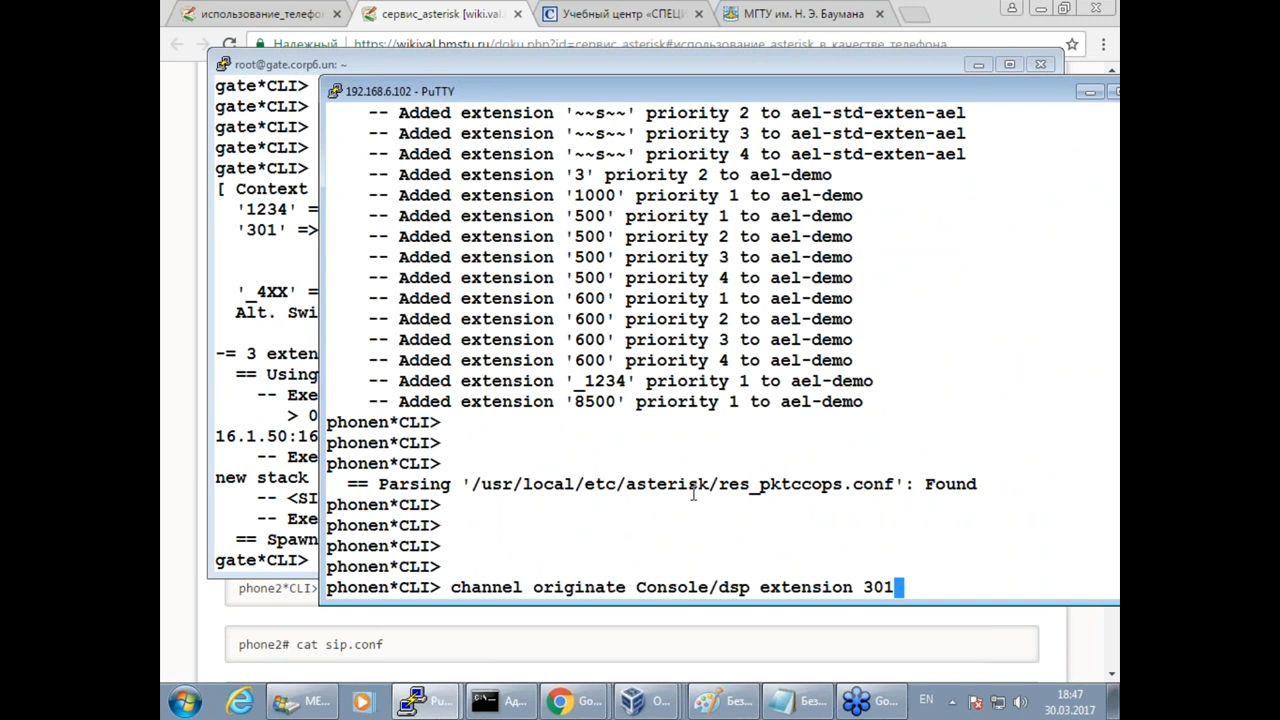 использование_телефо
сервис_asterisk [wiki.val.
Учебный центр «СПЕЦИ
МГТУ им. Н. Э. Баумана
Надежный
https://wikival.bmstu.ru/doku.php?id=сервис_asterisk#использование_asterisk_в_качестве_телефона
root@gate.corp6.un: ~
gate*CLI>
gate*CLI>
gate*CLI>
gate*CLI>
gate*CLI>
[ Context
'1234' =
'301' =>
'_4XX' =
Alt. Swi
-= 3 exten
== Using
-- Exe
> 0
16.1.50:16
-- Exe
new stack
-- <SI
-- Exe
== Spawn
gate*CLI>
192.168.6.102 - PuTTY
-- Added extension '~~s~~' priority 2 to ael-std-exten-ael
-- Added extension '~~s~~' priority 3 to ael-std-exten-ael
-- Added extension '~~s~~' priority 4 to ael-std-exten-ael
-- Added extension '3' priority 2 to ael-demo
-- Added extension '1000' priority 1 to ael-demo
-- Added extension '500' priority 1 to ael-demo
-- Added extension '500' priority 2 to ael-demo
-- Added extension '500' priority 3 to ael-demo
-- Added extension '500' priority 4 to ael-demo
-- Added extension '600' priority 1 to ael-demo
-- Added extension '600' priority 2 to ael-demo
-- Added extension '600' priority 3 to ael-demo
-- Added extension '600' priority 4 to ael-demo
-- Added extension '_1234' priority 1 to ael-demo
-- Added extension '8500' priority 1 to ael-demo
phonen*CLI>
phonen*CLI>
phonen*CLI>
== Parsing '/usr/local/etc/asterisk/res_pktccops.conf': Found
phonen*CLI>
phonen*CLI>
phonen*CLI>
phonen*CLI>
phonen*CLI> channel originate Console/dsp extension 301
phone2*CLI>
phone2# cat sip.conf
ME...
Pu...
Ад...
Go...
O...
Без...
Без...
Go...
EN
18:47
30.03.2017